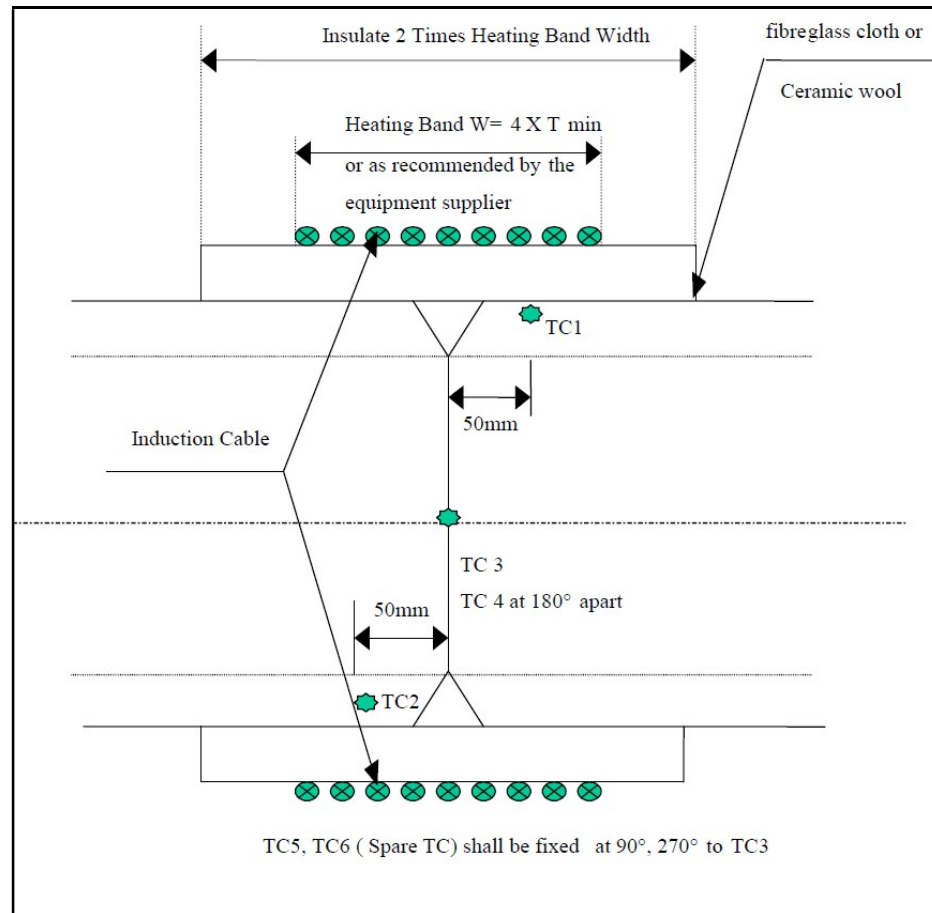 Insulate 2 Times Heating Band Width
fibreglass cloth or
Ceramic wool
Heating Band W= 4 X T min
or as recommended by the
equipment supplier
TC1
50mm
Induction Cable
TC 3
TC 4 at 180° apart
50mm
TC2
TC5, TC6 ( Spare TC) shall be fixed at 90°, 270° to TC3